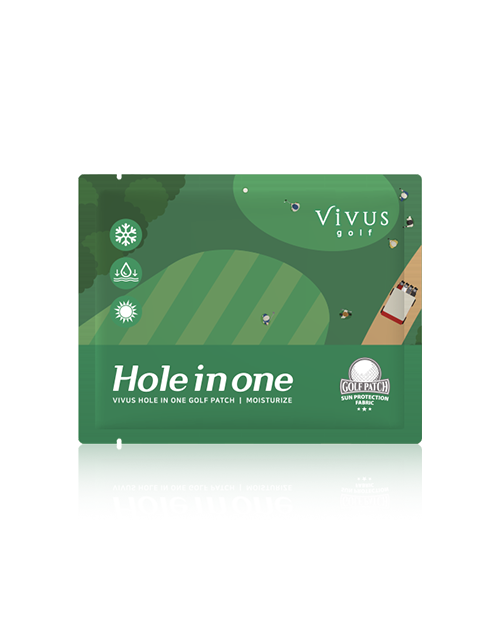 Vivus
golf
Hole in one
VIVUS HOLE IN ONE GOLF PATCH | MOISTURIZE
GOLF PATCH
SUN PROTECTION
FABRIC